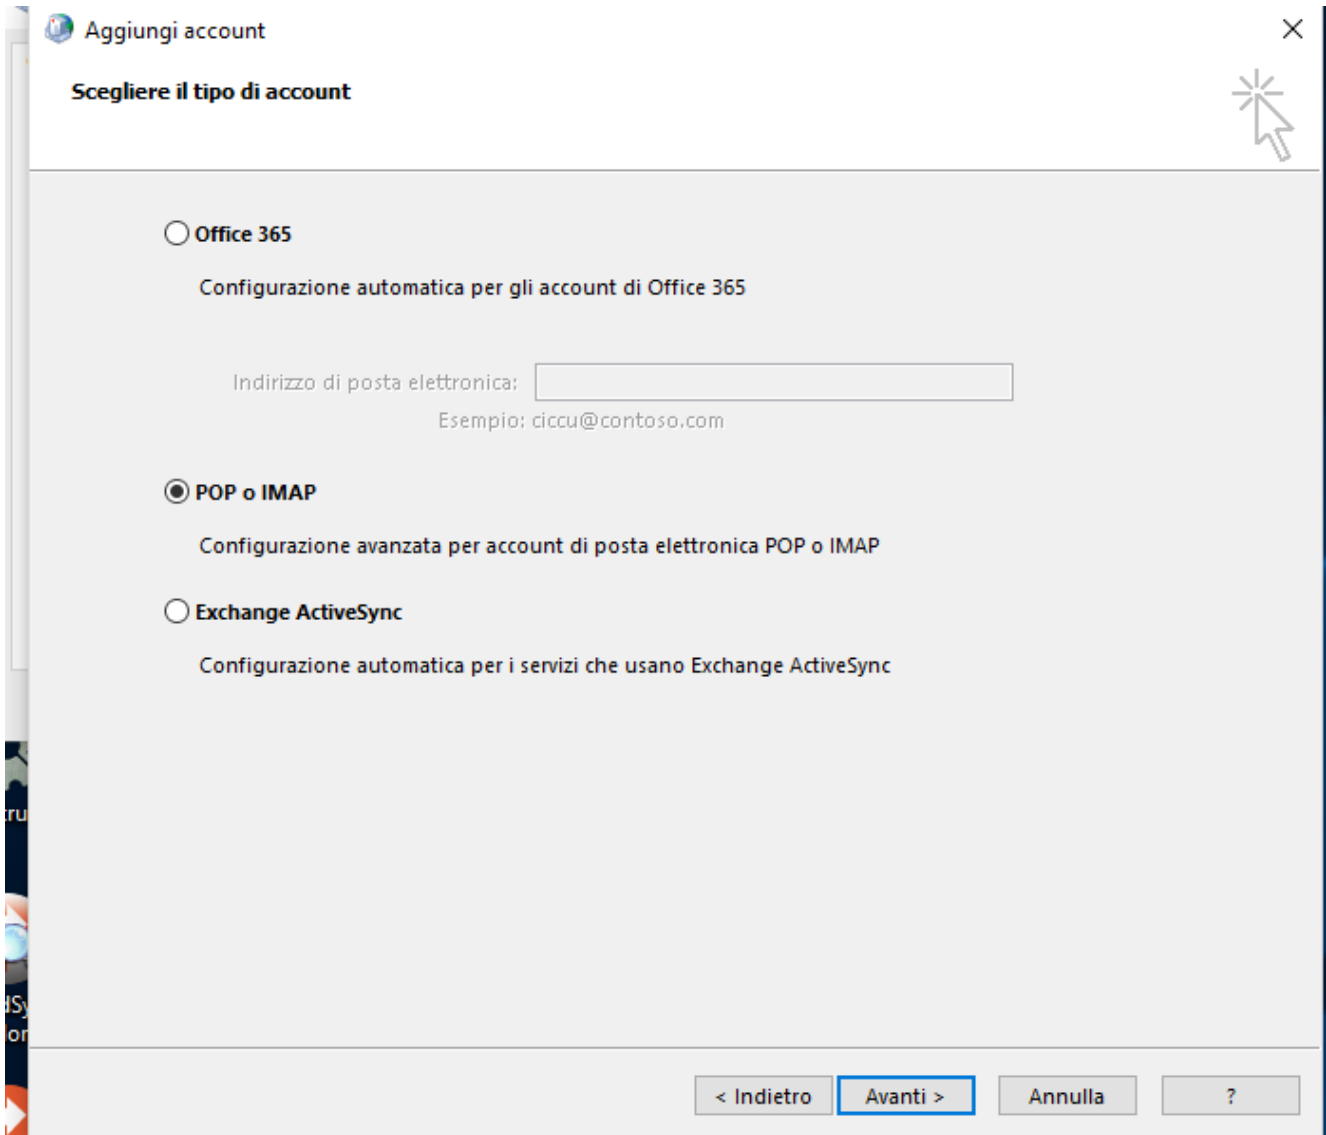 Aggiungi account
Scegliere il tipo di account
Office 365
Configurazione automatica per gli account di Office 365
Indirizzo di posta elettronica:
Esempio: ciccu@contoso.com
POP o IMAP
Configurazione avanzata per account di posta elettronica POP o IMAP
Exchange ActiveSync
Configurazione automatica per i servizi che usano Exchange ActiveSync
< Indietro
Avanti >
Annulla
?